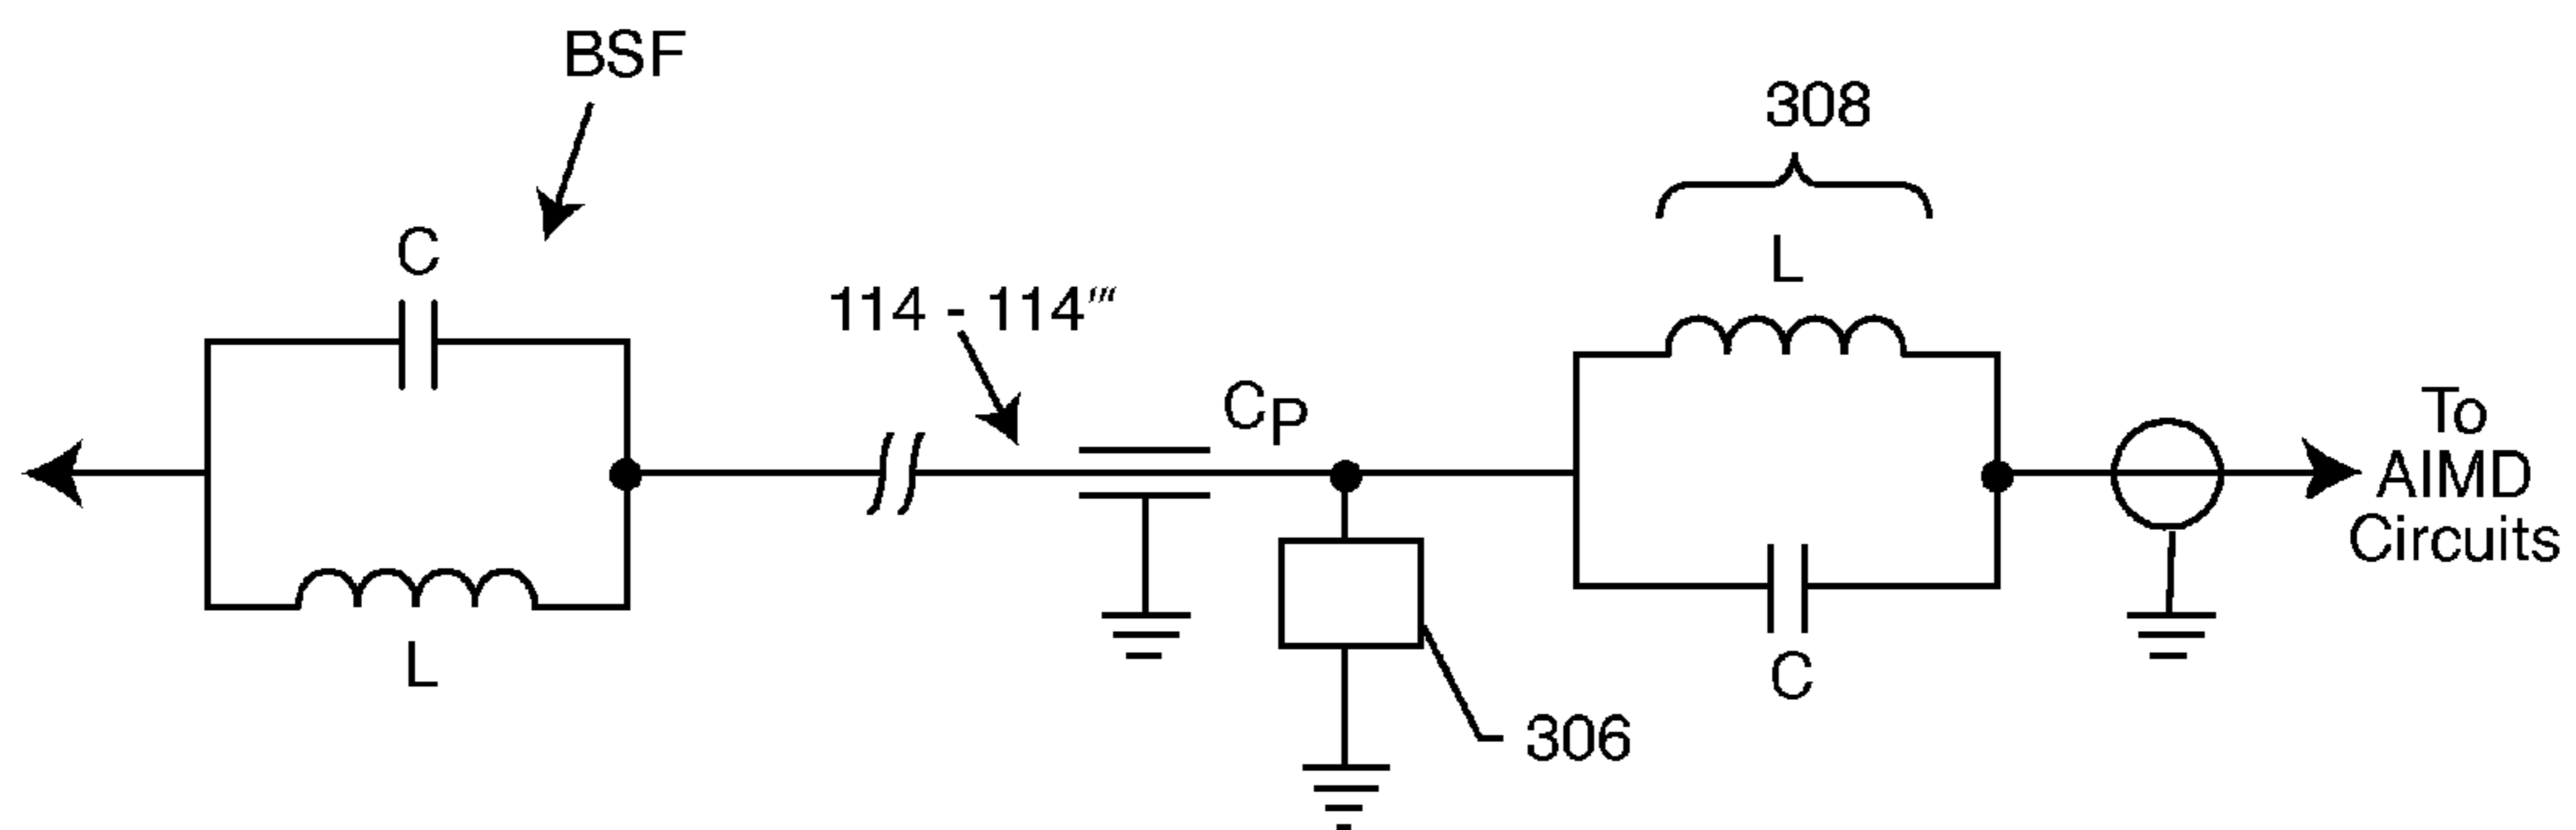 BSF
308
C
L
114 - 114‴
CP
To
AIMD
Circuits
L
C
306